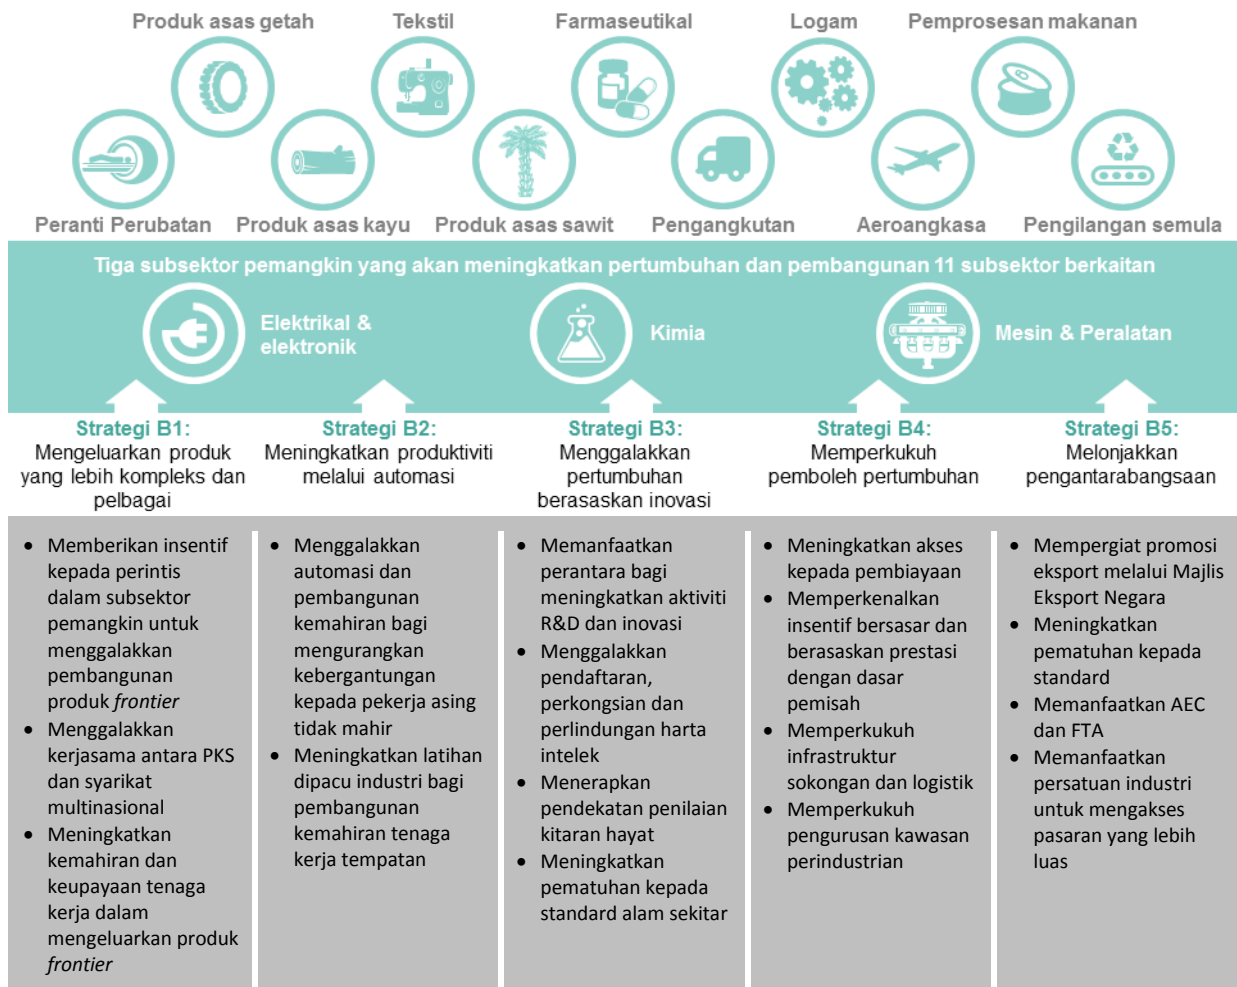 Produk asas getah
Tekstil
Farmaseutikal
Logam
Pemprosesan makanan
Peranti Perubatan
Produk asas kayu
Produk asas sawit
Pengangkutan
Aeroangkasa
Pengilangan semula
Tiga subsektor pemangkin yang akan meningkatkan pertumbuhan dan pembangunan 11 subsektor berkaitan
Elektrikal &
elektronik
Kimia
Mesin & Peralatan
Strategi B1:
Mengeluarkan produk
yang lebih kompleks dan
pelbagai
Strategi B2:
Meningkatkan produktiviti
melalui automasi
Strategi B3:
Menggalakkan
pertumbuhan
berasaskan inovasi
Strategi B4:
Memperkukuh
pemboleh pertumbuhan
Strategi B5:
Melonjakkan
pengantarabangsaan
• Memberikan insentif
kepada perintis
dalam subsektor
pemangkin untuk
menggalakkan
pembangunan
produk frontier
• Menggalakkan
kerjasama antara PKS
dan syarikat
multinasional
• Meningkatkan
kemahiran dan
keupayaan tenaga
kerja dalam
mengeluarkan produk
frontier
• Menggalakkan
automasi dan
pembangunan
kemahiran bagi
mengurangkan
kebergantungan
kepada pekerja asing
tidak mahir
• Meningkatkan latihan
dipacu industri bagi
pembangunan
kemahiran tenaga
kerja tempatan
• Memanfaatkan
perantara bagi
meningkatkan aktiviti
R&D dan inovasi
• Menggalakkan
pendaftaran,
perkongsian dan
perlindungan harta
intelek
• Menerapkan
pendekatan penilaian
kitaran hayat
• Meningkatkan
pematuhan kepada
standard alam sekitar
• Meningkatkan akses
kepada pembiayaan
• Memperkenalkan
insentif bersasar dan
berasaskan prestasi
dengan dasar
pemisah
• Memperkukuh
infrastruktur
sokongan dan logistik
• Memperkukuh
pengurusan kawasan
perindustrian
• Mempergiat promosi
eksport melalui Majlis
Eksport Negara
• Meningkatkan
pematuhan kepada
standard
• Memanfaatkan AEC
dan FTA
• Memanfaatkan
persatuan industri
untuk mengakses
pasaran yang lebih
luas